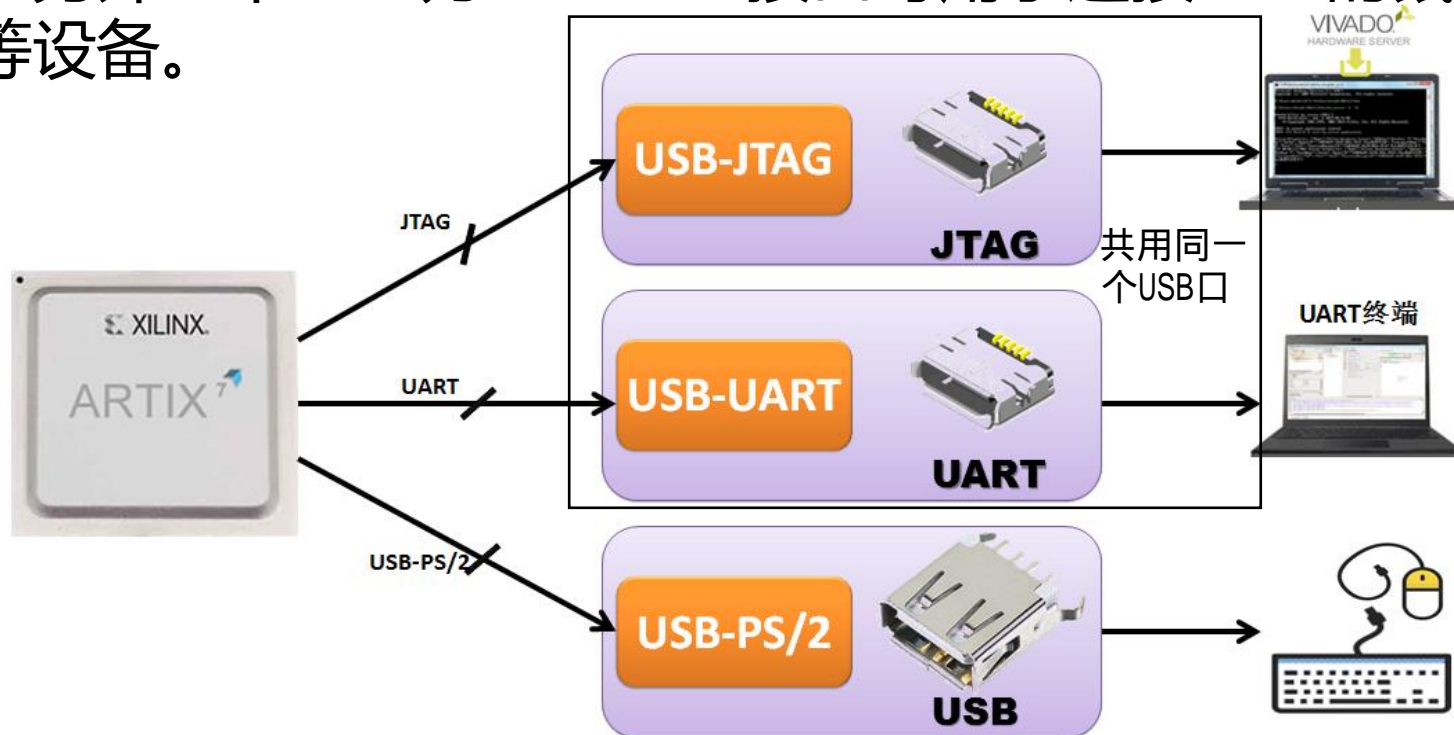 等设备。
VIVADO
HARDWARE SERVER
USB-JTAG
JTAG
JTAG
共用同一
个USB口
XILINX
ARTIX 7
UART终端
UART
USB-UART
UART
USB-PS/2
USB-PS/2
USB